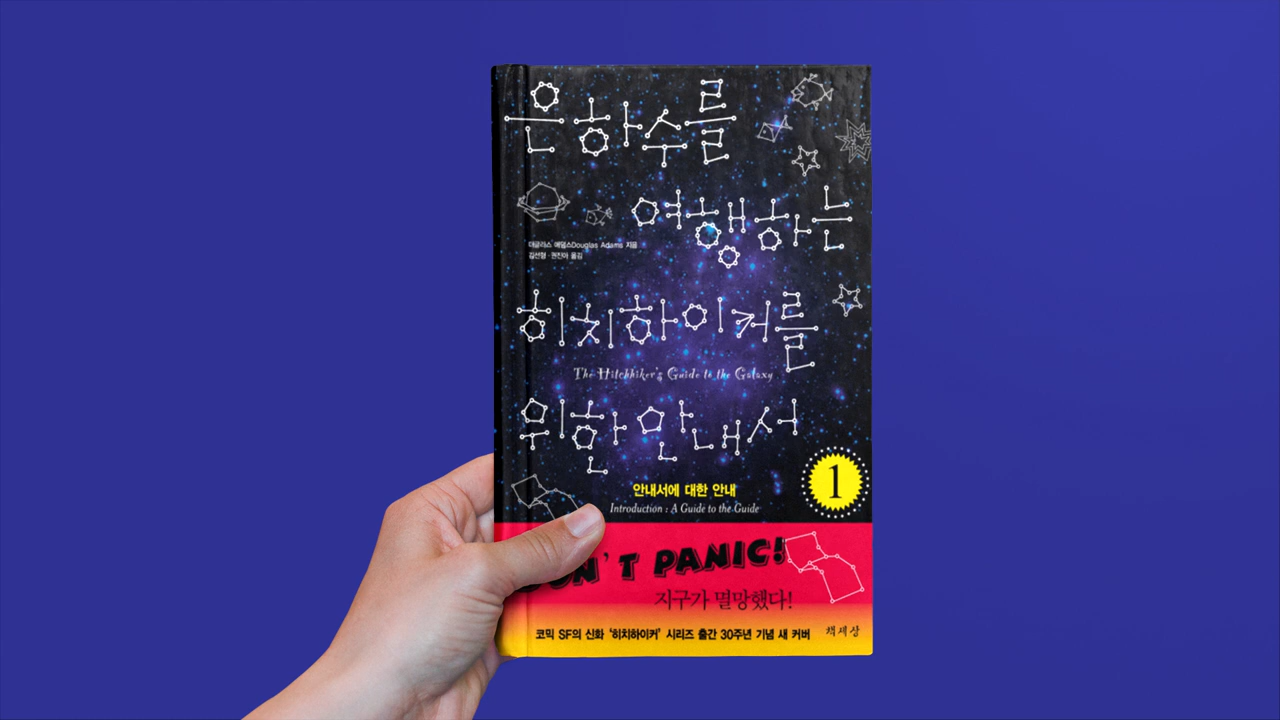 은하수를
여행하는
더글러스 애덤스Douglas Adams 지음
김선형·권진아 옮김
히치하이커를
The Hitchhiker's Guide to the Galaxy
위한 안내서
안내서에 대한 안내
Introduction : A Guide to the Guide
1
DON'T PANIC!
지구가 멸망했다!
코믹 SF의 신화 '히치하이커' 시리즈 출간 30주년 기념 새 커버
책세상